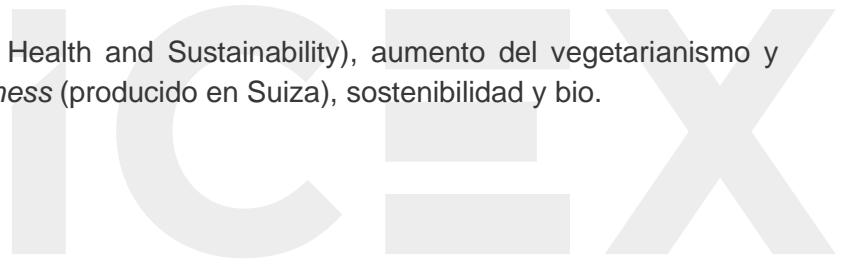 Health and Sustainability), aumento del vegetarianismo y
ness (producido en Suiza), sostenibilidad y bio.
ICEX